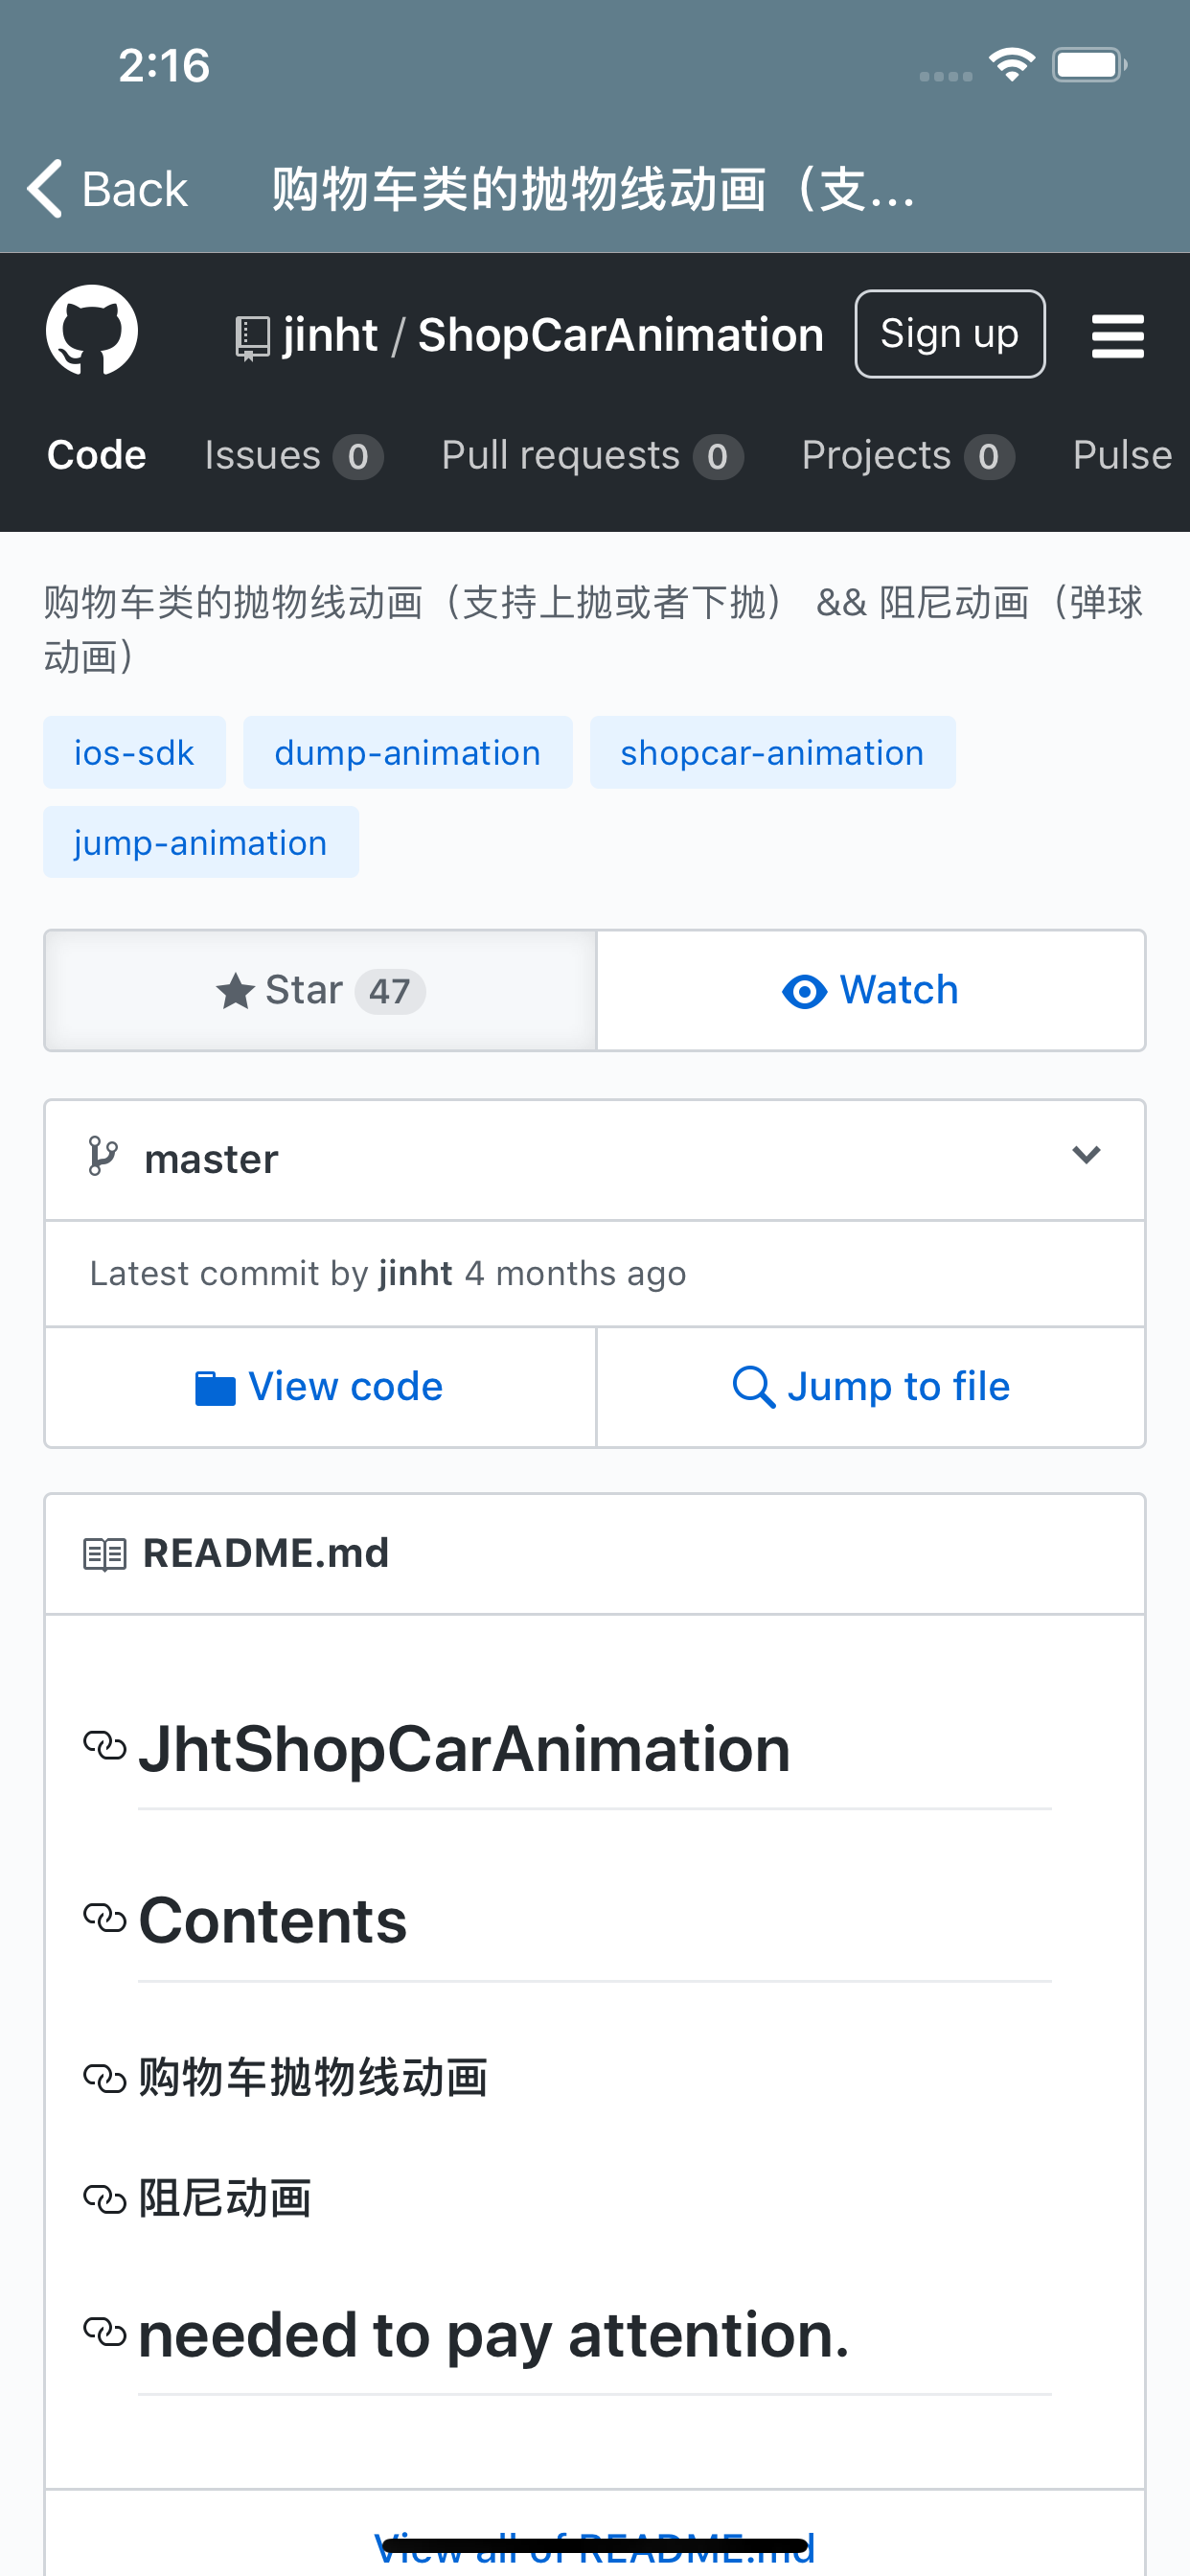 2:16
Back 购物车类的抛物线动画（支...
jinht / ShopCarAnimation Sign up
Code Issues 0 Pull requests 0 Projects 0 Pulse
购物车类的抛物线动画（支持上抛或者下抛） && 阻尼动画（弹球
动画）
ios-sdk dump-animation shopcar-animation
jump-animation
Star 47 Watch
master
Latest commit by jinht 4 months ago
View code Jump to file
README.md
JhtShopCarAnimation
Contents
购物车抛物线动画
阻尼动画
needed to pay attention.
View all of README.md